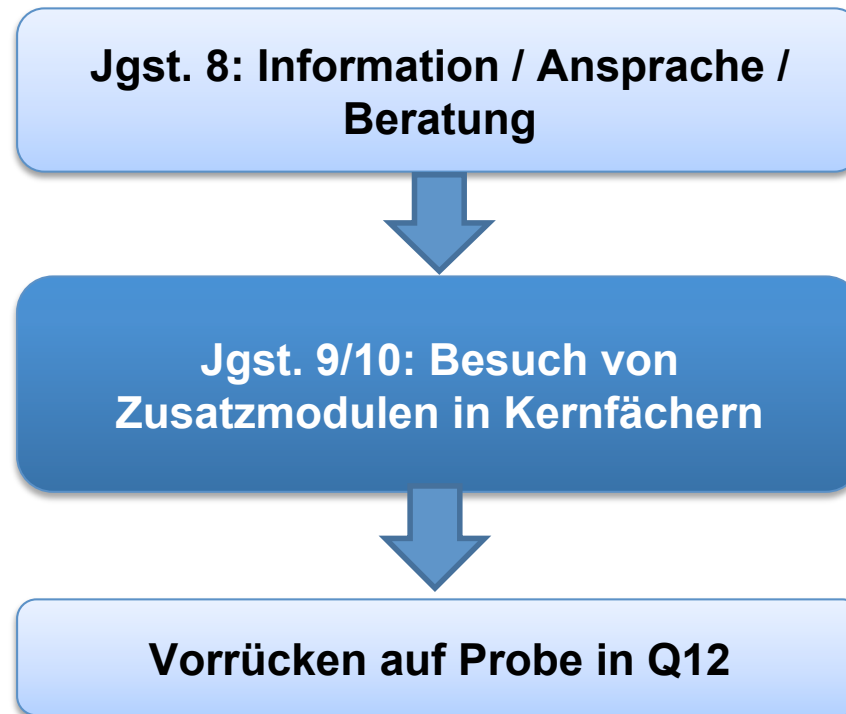 Jgst. 8: Information / Ansprache /
Beratung
Jgst. 9/10: Besuch von
Zusatzmodulen in Kernfächern
Vorrücken auf Probe in Q12